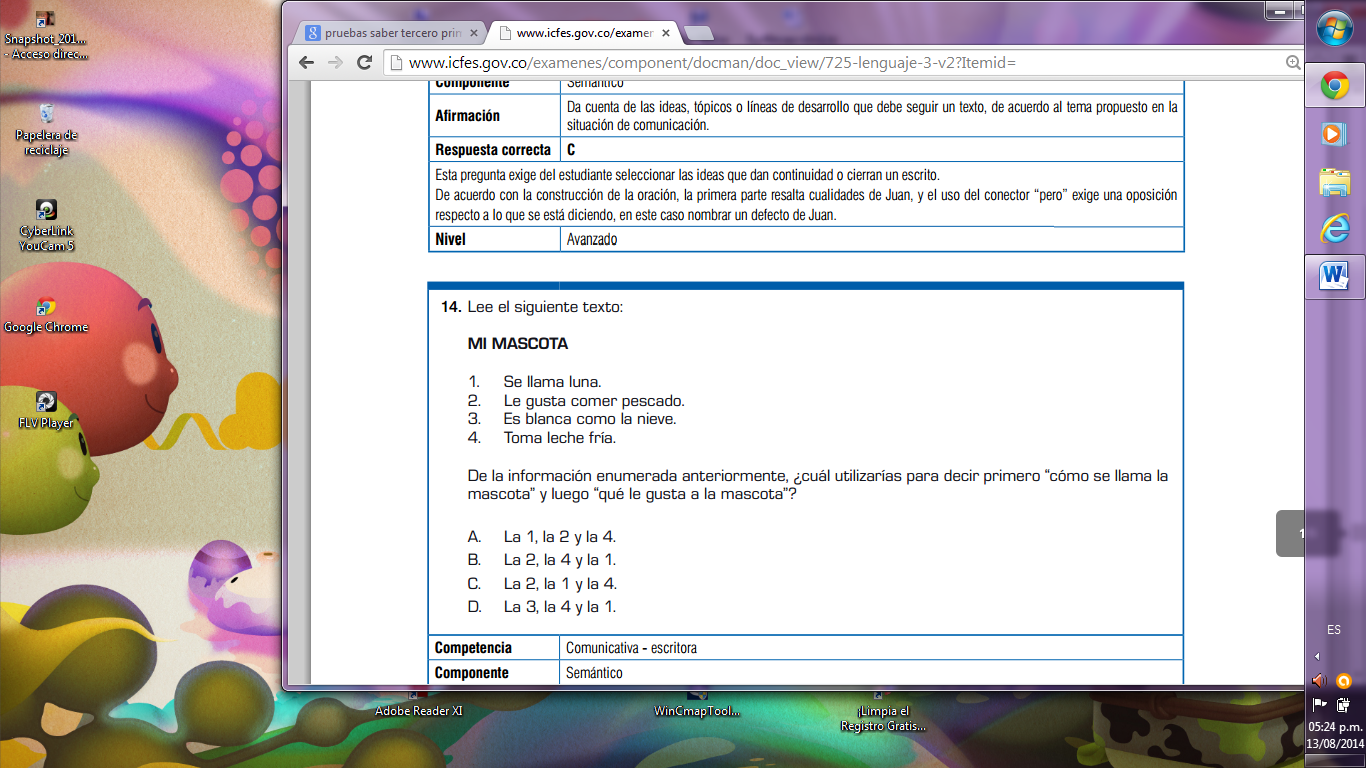 Snapshot_201...
- Acceso direc...
Papelera de
reciclaje
CyberLink
YouCam 5
Google Chrome
FLV Player
pruebas saber tercero prim
www.icfes.gov.co/examen
www.icfes.gov.co/examenes/component/docman/doc_view/725-lenguaje-3-v2?Itemid=
Componente Semántico
Afirmación
Da cuenta de las ideas, tópicos o líneas de desarrollo que debe seguir un texto, de acuerdo al tema propuesto en la
situación de comunicación.
Respuesta correcta C
Esta pregunta exige del estudiante seleccionar las ideas que dan continuidad o cierran un escrito.
De acuerdo con la construcción de la oración, la primera parte resalta cualidades de Juan, y el uso del conector “pero” exige una oposición
respecto a lo que se está diciendo, en este caso nombrar un defecto de Juan.
Nivel Avanzado
14. Lee el siguiente texto:
MI MASCOTA
1. Se llama luna.
2. Le gusta comer pescado.
3. Es blanca como la nieve.
4. Toma leche fría.
De la información enumerada anteriormente, ¿cuál utilizarías para decir primero “cómo se llama la
mascota” y luego “qué le gusta a la mascota”?
A. La 1, la 2 y la 4.
B. La 2, la 4 y la 1.
C. La 2, la 1 y la 4.
D. La 3, la 4 y la 1.
Competencia Comunicativa - escritora
Componente Semántico
1
Adobe Reader XI
WinCmapTool...
¡Limpia el
Registro Gratis...
ES
05:24 p.m.
13/08/2014